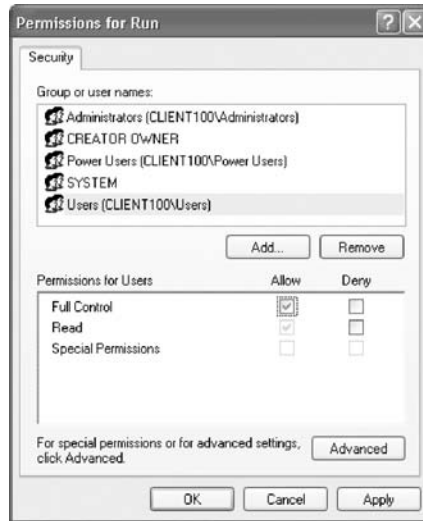 Permissions for Run
Security
Group or user names:
Administrators (CLIENT100\Administrators)
CREATOR OWNER
Power Users (CLIENT100\Power Users)
SYSTEM
Users (CLIENT100\Users)
Add... Remove
Permissions for Users Allow Deny
Full Control
Read
Special Permissions
For special permissions or for advanced settings,
click Advanced.
Advanced
OK Cancel Apply